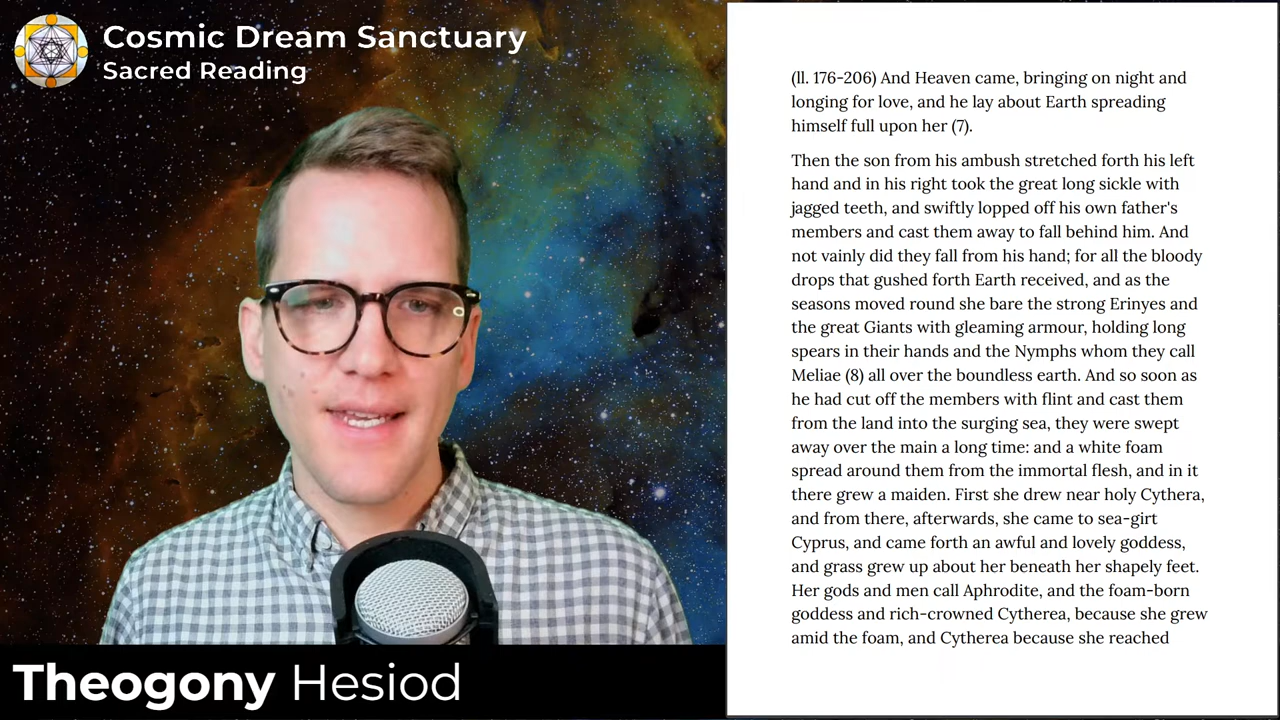 Cosmic Dream Sanctuary
Sacred Reading
(ll. 176-206) And Heaven came, bringing on night and
longing for love, and he lay about Earth spreading
himself full upon her (7).
Then the son from his ambush stretched forth his left
hand and in his right took the great long sickle with
jagged teeth, and swiftly lopped off his own father's
members and cast them away to fall behind him. And
not vainly did they fall from his hand; for all the bloody
drops that gushed forth Earth received, and as the
seasons moved round she bare the strong Erinyes and
the great Giants with gleaming armour, holding long
spears in their hands and the Nymphs whom they call
Meliae (8) all over the boundless earth. And so soon as
he had cut off the members with flint and cast them
from the land into the surging sea, they were swept
away over the main a long time: and a white foam
spread around them from the immortal flesh, and in it
there grew a maiden. First she drew near holy Cythera,
and from there, afterwards, she came to sea-girt
Cyprus, and came forth an awful and lovely goddess,
and grass grew up about her beneath her shapely feet.
Her gods and men call Aphrodite, and the foam-born
goddess and rich-crowned Cytherea, because she grew
amid the foam, and Cytherea because she reached
Theogony Hesiod